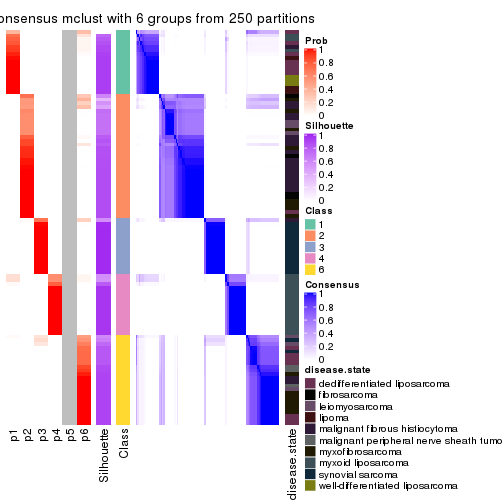 onsensus mclust with 6 groups from 250 partitions
Prob
1
0.8
0.6
0.4
0.2
0
Silhouette
1
0.8
0.6
0.4
0.2
0
Class
1
2
3
4
6
Consensus
1
0.8
0.6
0.4
0.2
0
disease.state
dedifferentiated liposarcoma
fibrosarcoma
leiomyosarcoma
lipoma
malignant fibrous histiocytoma
malignant peripheral nerve sheath tumo
myxofibrosarcoma
myxoid liposarcoma
synovial sarcoma
well-differentiated liposarcoma
p1
p2
p3
p4
p5
p6
Silhouette
Class
disease.state